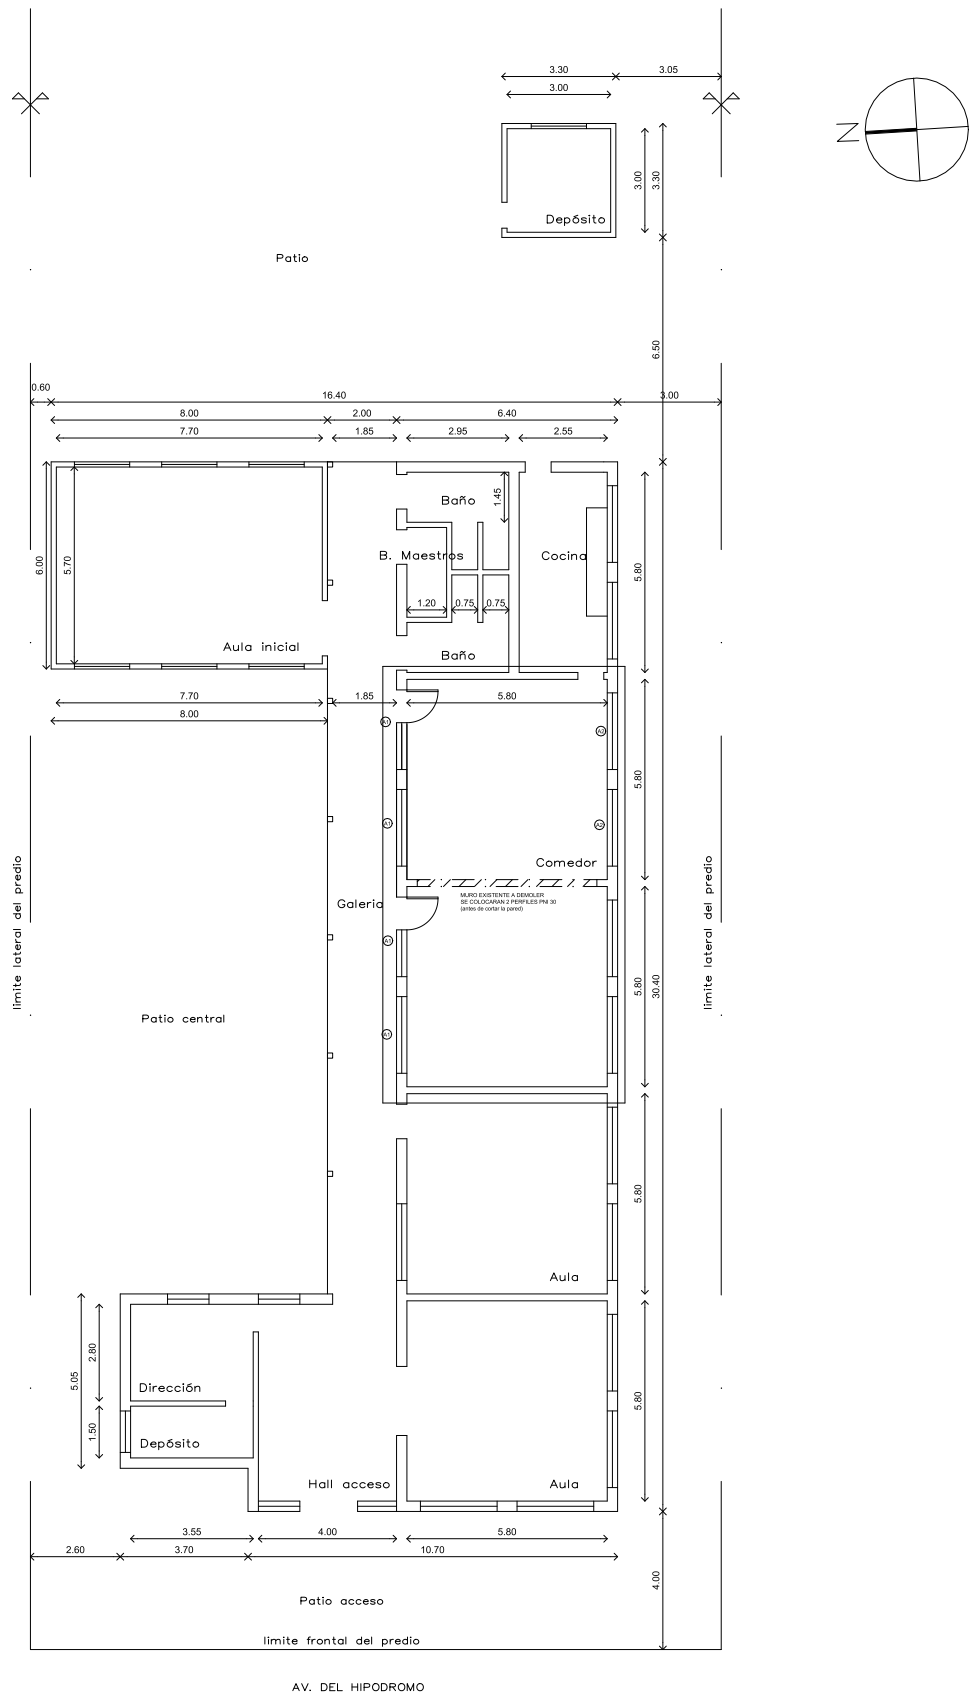 3.30
3.05
3.00
N
3.00
3.30
Depósito
Patio
6.50
0.60
16.40
3.00
8.00
2.00
6.40
7.70
1.85
2.95
2.55
Baño
1.45
6.00
5.70
B. Maestros
Cocina
5.80
1.20
0.75
0.75
Aula inicial
Baño
7.70
1.85
5.80
8.00
A1
A2
5.80
A1
A2
Comedor
MURO EXISTENTE A DEMOLER
SE COLOCARAN 2 PERFILES PNI 30
(antes de cortar la pared)
Galeria
limite lateral del predio
limite lateral del predio
A1
5.80
30.40
Patio central
A1
5.80
Aula
2.80
5.05
Dirección
5.80
1.50
Depósito
Hall acceso
Aula
3.55
4.00
5.80
2.60
3.70
10.70
4.00
Patio acceso
limite frontal del predio
AV. DEL HIPODROMO